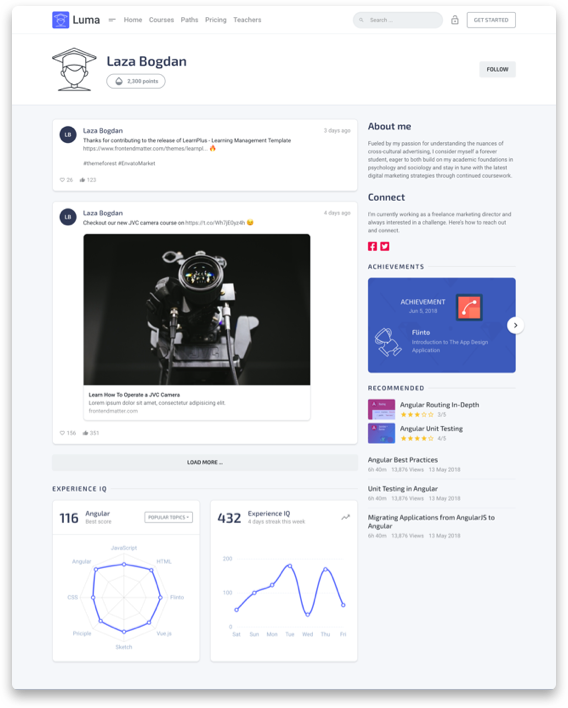 Luma
Home Courses Paths Pricing Teachers
Search ...
GET STARTED
Laza Bogdan
2,300 points
FOLLOW
LB
Laza Bogdan
3 days ago
Thanks for contributing to the release of LearnPlus - Learning Management Template
https://www.frontendmatter.com/themes/learnpl... 🔥
#themeforest #EnvatoMarket
26 123
LB
Laza Bogdan
4 days ago
Checkout our new JVC camera course on https://t.co/Wh7jE0yz4h 😉
Learn How To Operate a JVC Camera
Lorem ipsum dolor sit amet, consectetur adipisicing elit.
frontendmatter.com
156 351
LOAD MORE ...
EXPERIENCE IQ
116
Angular
Best score
POPULAR TOPICS
JavaScript
HTML
Flinto
Vue.js
Sketch
Priciple
CSS
Angular
432
Experience IQ
4 days streak this week
200
100
0
Sat Sun Mon Tue Wed Thu Fri
About me
Fueled by my passion for understanding the nuances of
cross-cultural advertising, I consider myself a forever
student, eager to both build on my academic foundations in
psychology and sociology and stay in tune with the latest
digital marketing strategies through continued coursework.
Connect
I'm currently working as a freelance marketing director and
always interested in a challenge. Here's how to reach out
and connect.
ACHIEVEMENTS
ACHIEVEMENT
Jun 5, 2018
Flinto
Introduction to The App Design
Application
RECOMMENDED
Angular Routing In-Depth
3/5
Angular Unit Testing
4/5
Angular Best Practices
6h 40m 13,876 Views 13 May 2018
Unit Testing in Angular
6h 40m 13,876 Views 13 May 2018
Migrating Applications from AngularJS to
Angular
6h 40m 13,876 Views 13 May 2018